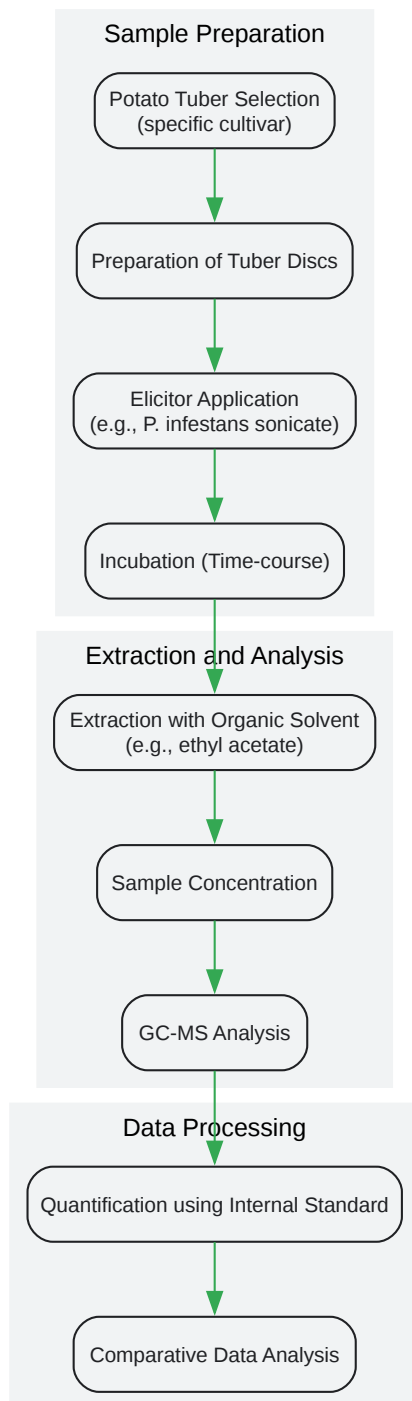 Sample Preparation
Potato Tuber Selection
(specific cultivar)
Preparation of Tuber Discs
Elicitor Application
(e.g., P. infestans sonicate)
Incubation (Time-course)
Extraction and Analysis
Extraction with Organic Solvent
(e.g., ethyl acetate)
Sample Concentration
GC-MS Analysis
Data Processing
Quantification using Internal Standard
Comparative Data Analysis